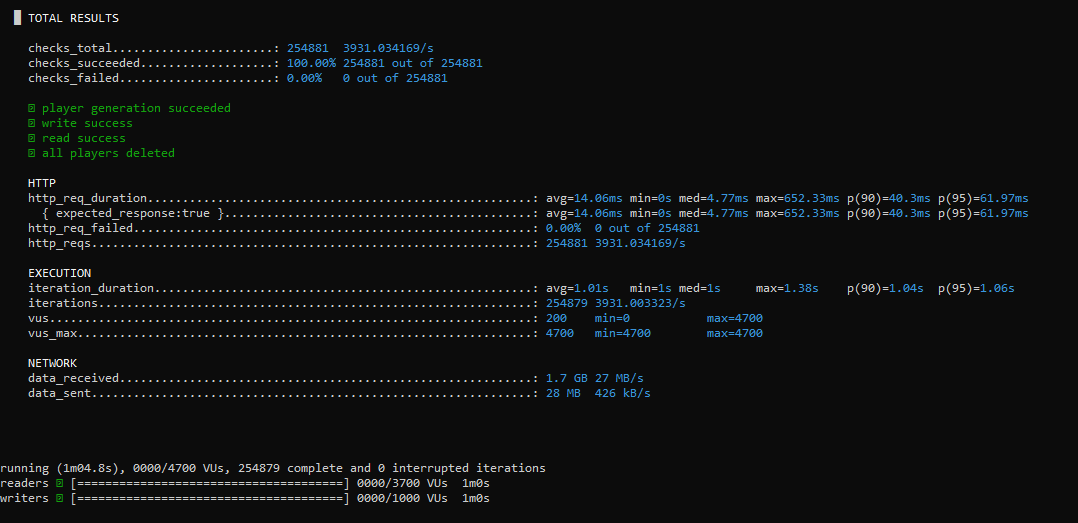 TOTAL RESULTS
checks_total.......................: 254881 3931.034169/s
checks_succeeded...................: 100.00% 254881 out of 254881
checks_failed......................: 0.00% 0 out of 254881
player generation succeeded
write success
read success
all players deleted
HTTP
http_req_duration.......................................................: avg=14.06ms min=0s med=4.77ms max=652.33ms p(90)=40.3ms p(95)=61.97ms
{ expected_response:true }............................................: avg=14.06ms min=0s med=4.77ms max=652.33ms p(90)=40.3ms p(95)=61.97ms
http_req_failed.........................................................: 0.00% 0 out of 254881
http_reqs...............................................................: 254881 3931.034169/s
EXECUTION
iteration_duration......................................................: avg=1.01s min=1s med=1s max=1.38s p(90)=1.04s p(95)=1.06s
iterations..............................................................: 254879 3931.003323/s
vus.....................................................................: 200 min=0 max=4700
vus_max.................................................................: 4700 min=4700 max=4700
NETWORK
data_received...........................................................: 1.7 GB 27 MB/s
data_sent...............................................................: 28 MB 426 kB/s
running (1m04.8s), 0000/4700 VUs, 254879 complete and 0 interrupted iterations
readers [======================================] 0000/3700 VUs 1m0s
writers [======================================] 0000/1000 VUs 1m0s